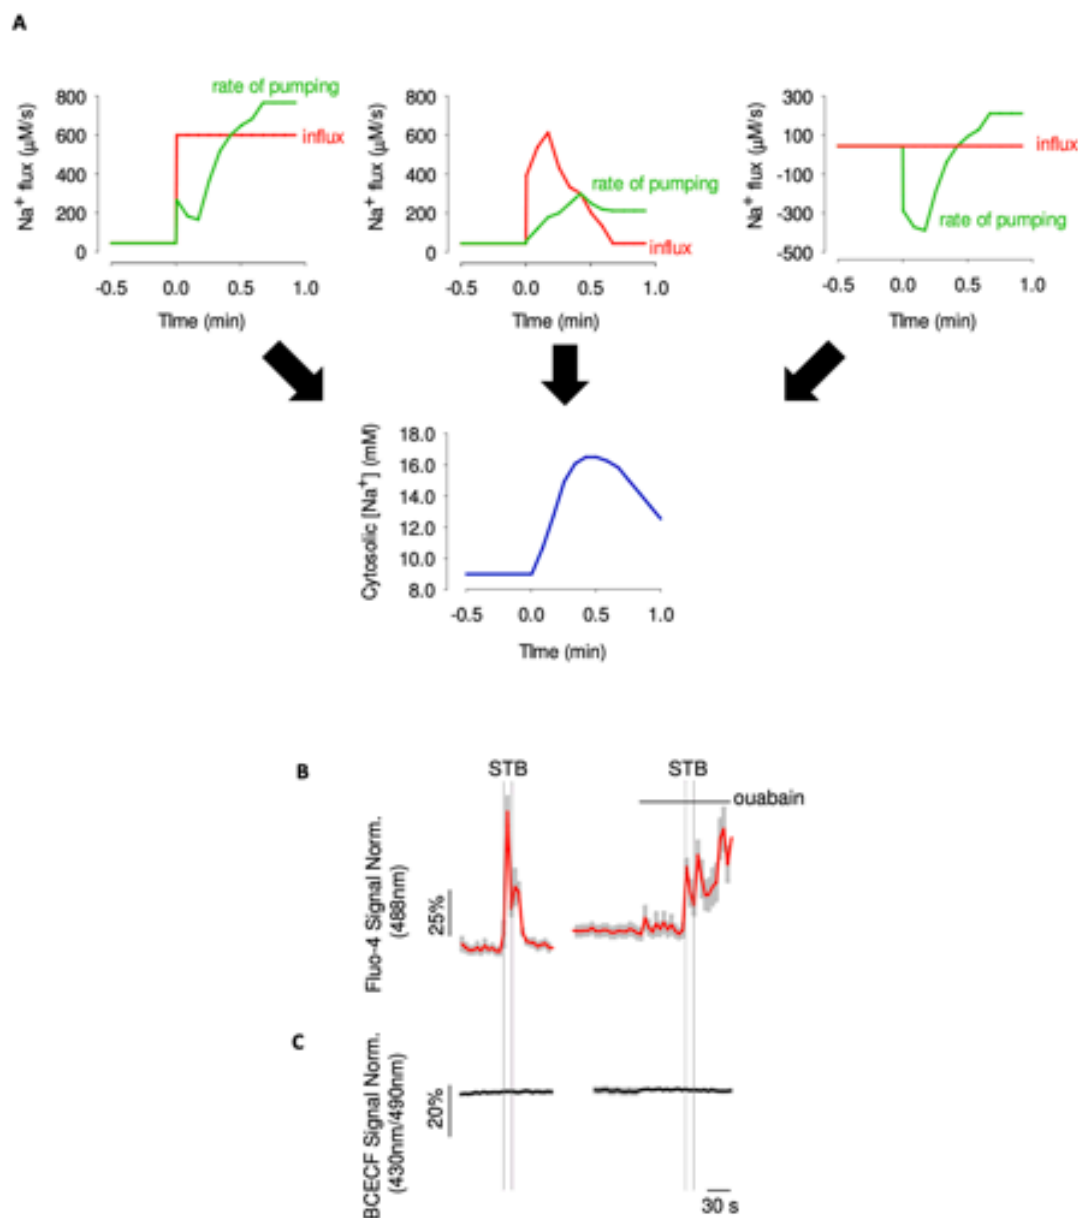 A
rate of pumping
influx
Na⁺ flux (μM/s)
800
600
400
200
0
-0.5 0.0 0.5 1.0
TIme (min)
rate of pumping
influx
Na⁺ flux (μM/s)
800
600
400
200
0
-0.5 0.0 0.5 1.0
TIme (min)
influx
rate of pumping
Na⁺ flux (μM/s)
300
100
-100
-300
-500
-0.5 0.0 0.5 1.0
TIme (min)
Cytosolic [Na⁺] (mM)
18.0
16.0
14.0
12.0
10.0
8.0
-0.5 0.0 0.5 1.0
TIme (min)
B
STB STB
ouabain
Fluo-4 Signal Norm.
(488nm)
25%
C
BCECF Signal Norm.
(430nm/490nm)
20%
30 s